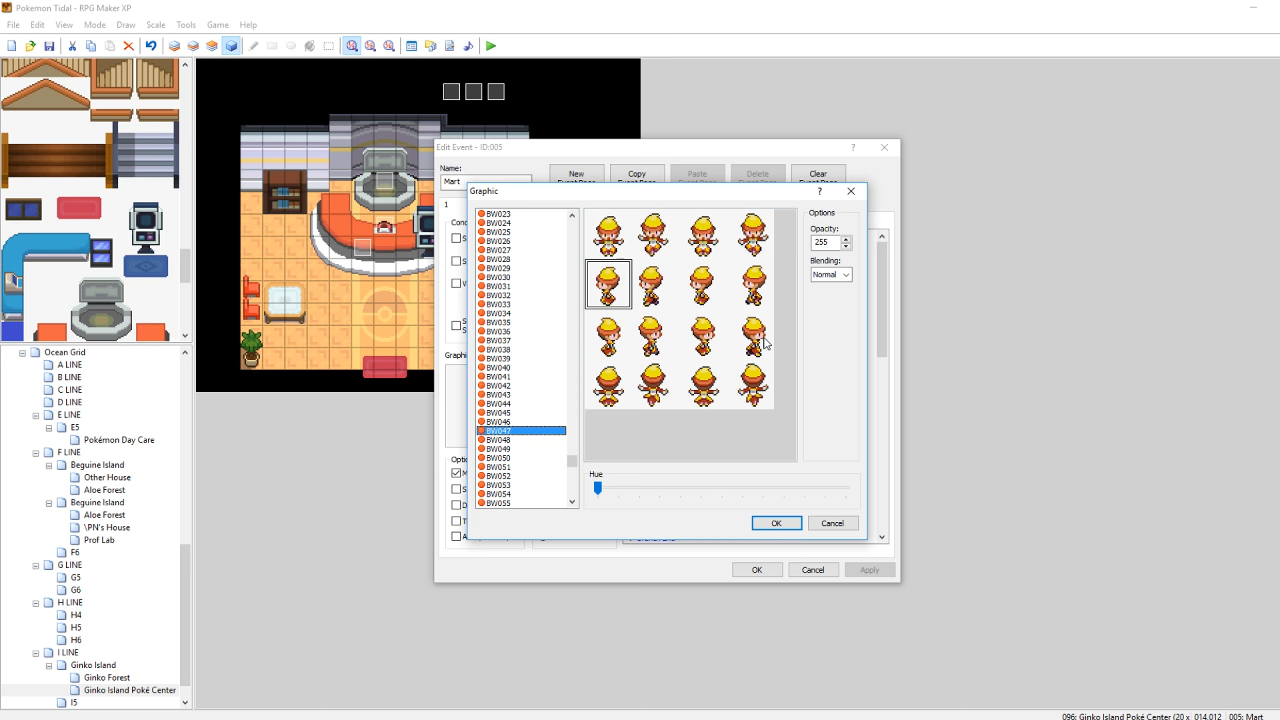 Pokemon Tidal - RPG Maker XP
File Edit View Mode Draw Scale Tools Game Help
Edit Event - ID:005
Name:
Mart
New
Copy
Paste
Delete
Clear
1
Graphic
BW023
BW024
BW025
BW026
BW027
BW028
BW029
BW030
BW031
BW032
BW033
BW034
BW035
BW036
BW037
BW038
BW039
BW040
BW041
BW042
BW043
BW044
BW045
BW046
BW047
BW048
BW049
BW050
BW051
BW052
BW053
BW054
BW055
Options
Opacity:
255
Blending:
Normal
Hue
OK Cancel
OK Cancel Apply
Ocean Grid
A LINE
B LINE
C LINE
D LINE
E LINE
E5
Pokémon Day Care
F LINE
Beguine Island
Other House
Aloe Forest
Beguine Island
Aloe Forest
\PN's House
Prof Lab
F6
G LINE
G5
G6
H LINE
H4
H5
H6
I LINE
Ginko Island
Ginko Forest
Ginko Island Poké Center
I5
096: Ginko Island Poké Center (20 x 014.012 005: Mart